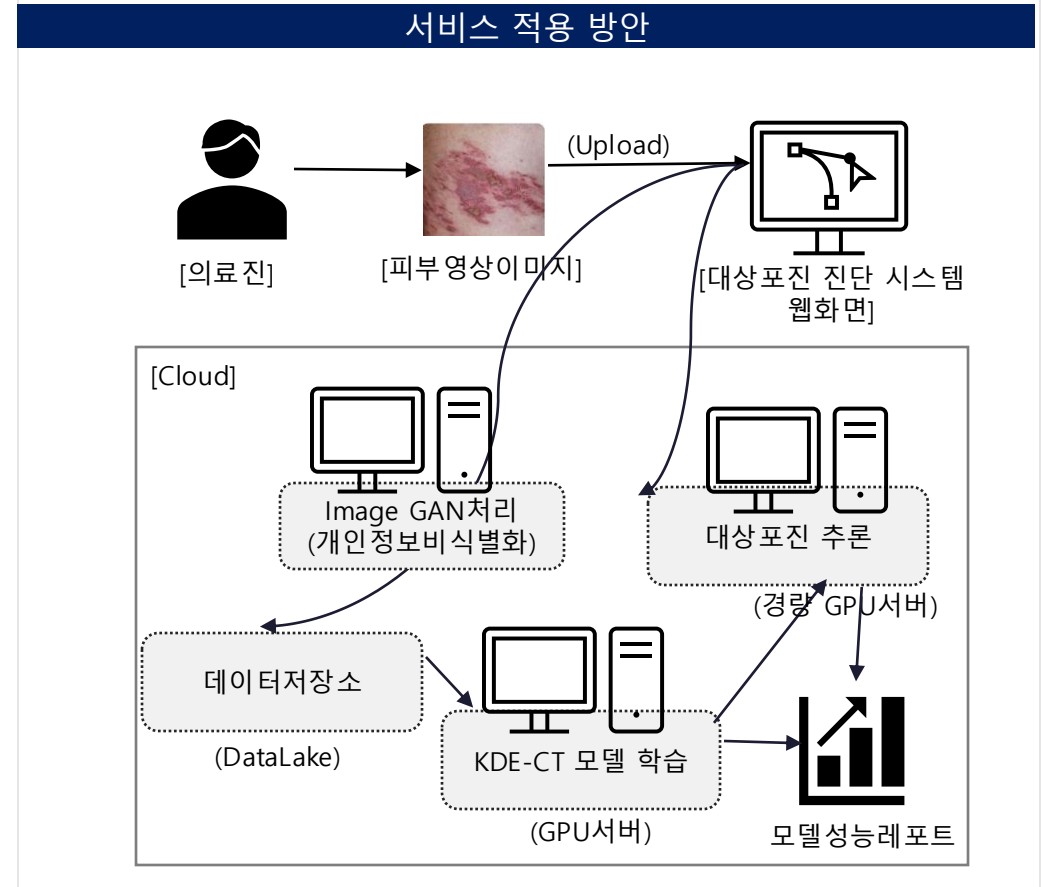 서비스 적용 방안
(Upload)
[의료진]
[피부영상이미지]
[대상포진 진단 시스템
웹화면]
[Cloud]
Image GAN처리
(개인정보비식별화)
대상포진 추론
(경량 GPU서버)
데이터저장소
(DataLake)
KDE-CT 모델 학습
(GPU서버)
모델성능레포트